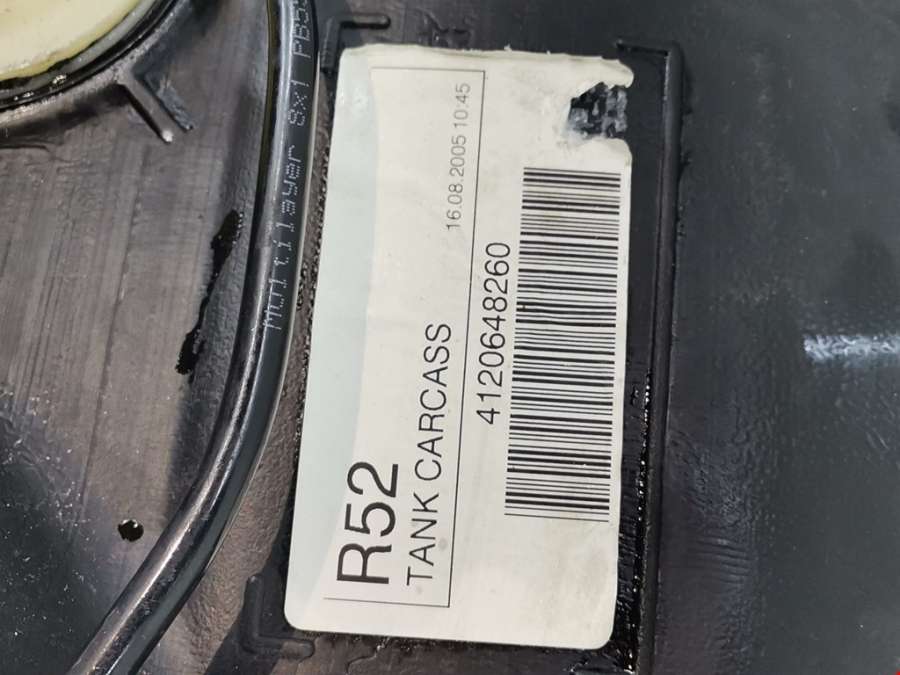 R52
TANK CARCASS
16.08.2005 10:45
4120648260
Multilayer 8x1